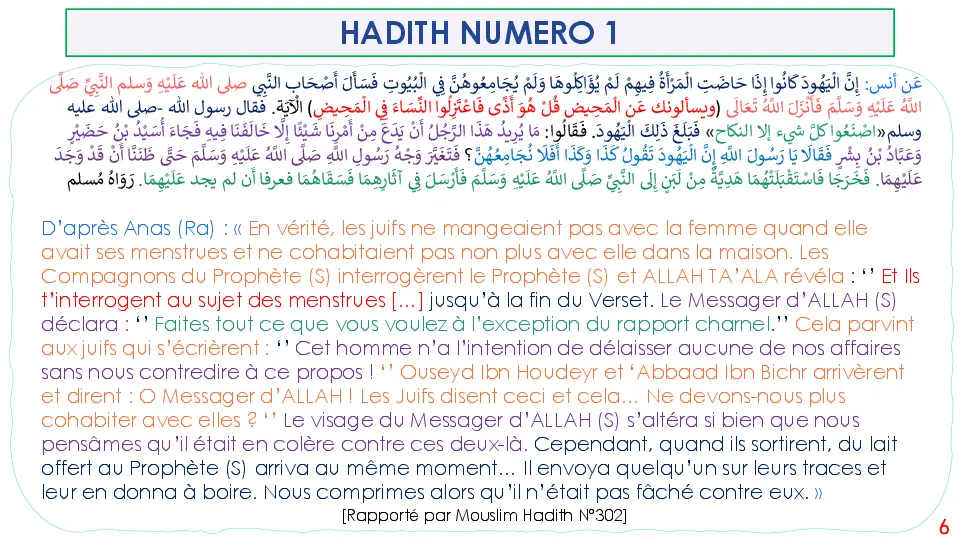 HADITH NUMERO 1
عَن أنس: إِنَّ الْيَهُودَ كَانُوا إِذَا حَاضَتِ الْمَرْأَةُ فِيهِمْ لَمْ يُؤَاكِلُوهَا وَلَمْ يُجَامِعُوهُنَّ فِي الْبُيُوتِ فَسَأَلَ أَصْحَاب النَّبِي صلى الله عَلَيْهِ وَسلم النَّبِيَّ صَلَّى
اللَّهُ عَلَيْهِ وَسَلَّمَ فَأَنْزَلَ اللَّهُ تَعَالَى (ويسألونك عَن الْمَحِيضِ قُلْ هُوَ أَذًى فَاعْتَزِلُوا النِّسَاءَ فِي الْمَحِيضِ) الْآيَةَ. فقال رسول الله -صلى الله عليه
وسلم «اصْنَعُوا كلَّ شيء إلا النكاح» فَبَلَغَ ذَلِكَ الْيَهُودَ. فَقَالُوا: مَا يُرِيدُ هَذَا الرَّجُلُ أَنْ يَدَعَ مِنْ أَمْرِنَا شَيْئًا إِلَّا خَالَفَنَا فِيهِ فَجَاءَ أُسَيْدُ بْنُ حُضَيْرٍ
وَعَبَّادُ بْنُ بِشْرٍ فَقَالَا يَا رَسُولَ اللَّهِ إِنَّ الْيَهُودَ تَقُولُ كَذَا وَكَذَا أَفَلَا نُجَامِعُهُنَّ؟ فَتَغَيَّرَ وَجْهُ رَسُولِ اللَّهِ صَلَّى اللَّهُ عَلَيْهِ وَسَلَّمَ حَتَّى ظَنَنَّا أَنْ قَدْ وَجَدَ
عَلَيْهِمَا. فَخَرَجَا فَاسْتَقْبَلَتْهُمَا هَدِيَّةٌ مِنْ لَبَنٍ إِلَى النَّبِيِّ صَلَّى اللَّهُ عَلَيْهِ وَسَلَّمَ فَأَرْسَلَ فِي آثَارِهِمَا فَسَقَاهُمَا فعرفا أن لم يجد عَلَيْهِمَا. رَوَاهُ مُسلم
D’après Anas (Ra) : « En vérité, les juifs ne mangeaient pas avec la femme quand elle
avait ses menstrues et ne cohabitaient pas non plus avec elle dans la maison. Les
Compagnons du Prophète (S) interrogèrent le Prophète (S) et ALLAH TA’ALA révéla : ‘’ Et Ils
t’interrogent au sujet des menstrues […] jusqu’à la fin du Verset. Le Messager d’ALLAH (S)
déclara : ‘’ Faites tout ce que vous voulez à l’exception du rapport charnel.’’ Cela parvint
aux juifs qui s’écrièrent : ‘’ Cet homme n’a l’intention de délaisser aucune de nos affaires
sans nous contredire à ce propos ! ‘’ Ouseyd Ibn Houdeyr et ‘Abbaad Ibn Bichr arrivèrent
et dirent : O Messager d’ALLAH ! Les Juifs disent ceci et cela… Ne devons-nous plus
cohabiter avec elles ? ‘’ Le visage du Messager d’ALLAH (S) s’altéra si bien que nous
pensâmes qu’il était en colère contre ces deux-là. Cependant, quand ils sortirent, du lait
offert au Prophète (S) arriva au même moment… Il envoya quelqu’un sur leurs traces et
leur en donna à boire. Nous comprimes alors qu’il n’était pas fâché contre eux. »
[Rapporté par Mouslim Hadith N°302]
6